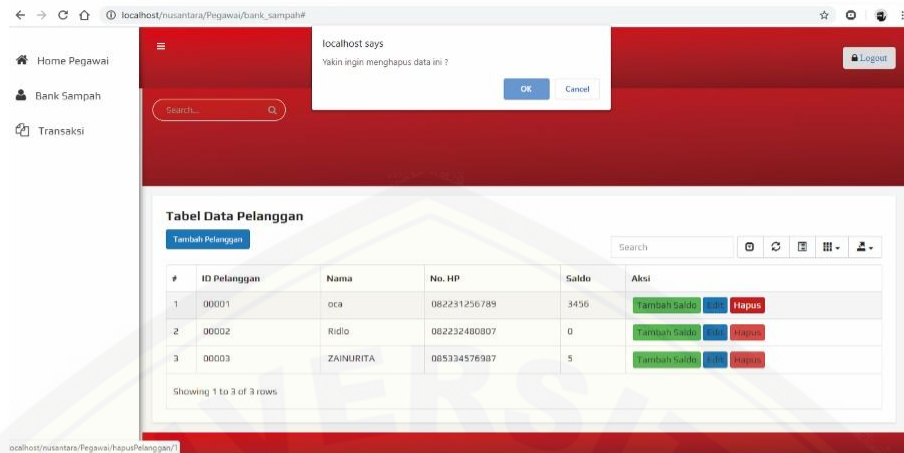 localhost/nusantara/Pegawai/bank_sampah#
localhost says
Yakin ingin menghapus data ini ?
OK Cancel
Home Pegawai
Bank Sampah
Transaksi
Logout
Search...
Tabel Data Pelanggan
Tambah Pelanggan
Search
# ID Pelanggan Nama No. HP Saldo Aksi
1 00001 oca 082231256789 3456 Tambah Saldo Edit Hapus
2 00002 Ridlo 082232480807 0 Tambah Saldo Edit Hapus
3 00003 ZAINURITA 085334576987 5 Tambah Saldo Edit Hapus
Showing 1 to 3 of 3 rows
VERS
ocalhost/nusantara/Pegawai/hapusPelanggan/1